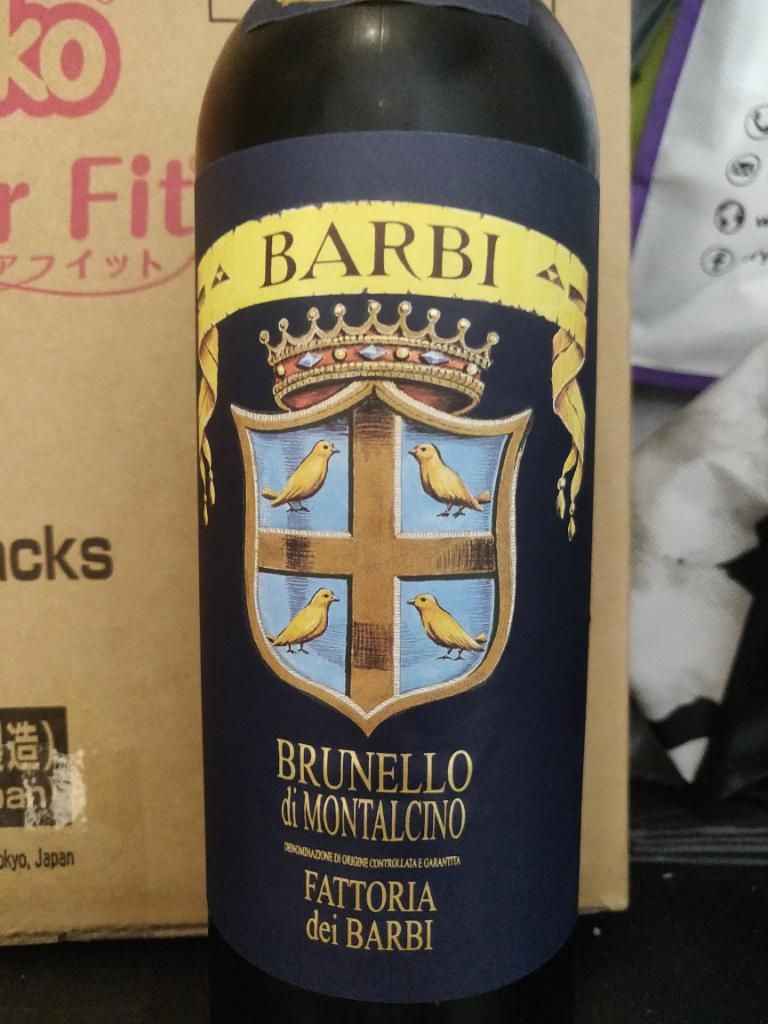 ko
r Fit
アフィット
BARBI
acks
造)
pan
okyo, Japan
BRUNELLO
di MONTALCINO
DENOMINAZIONE DI ORIGINE CONTROLLATA E GARANTITA
FATTORIA
dei BARBI